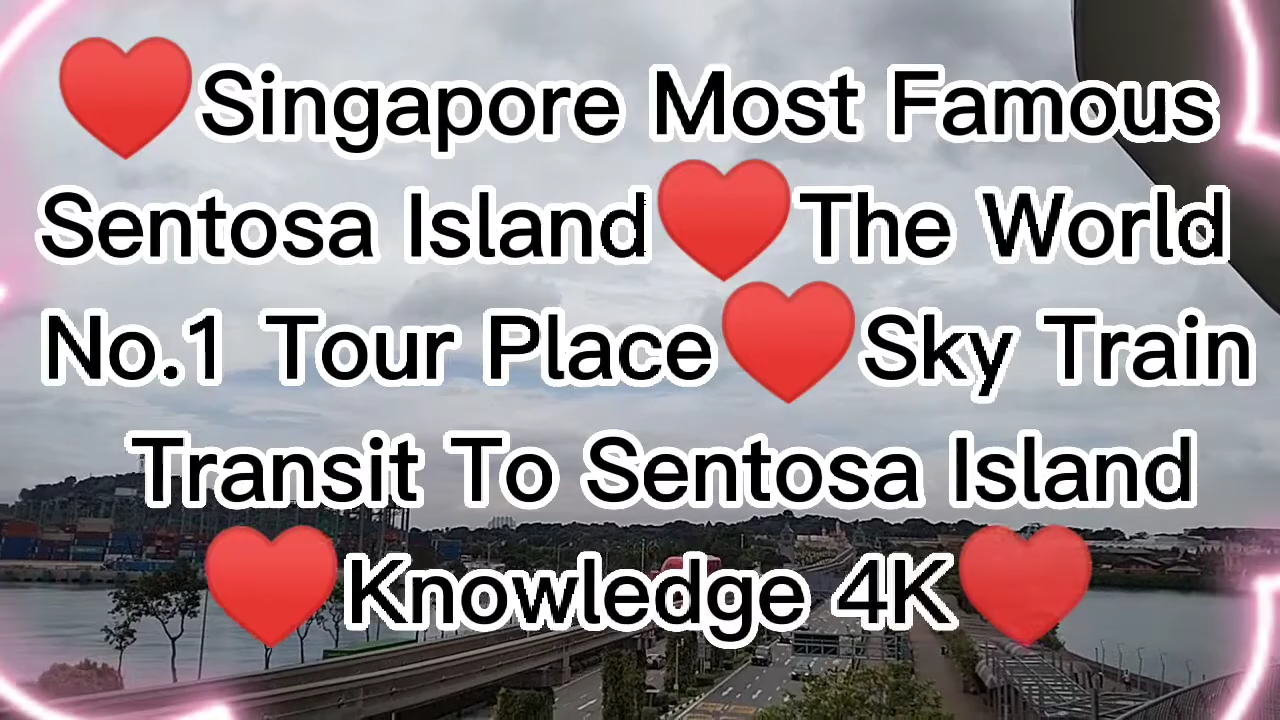 ❤️Singapore Most Famous
Sentosa Island❤️The World
No.1 Tour Place❤️Sky Train
Transit To Sentosa Island
❤️Knowledge 4K❤️